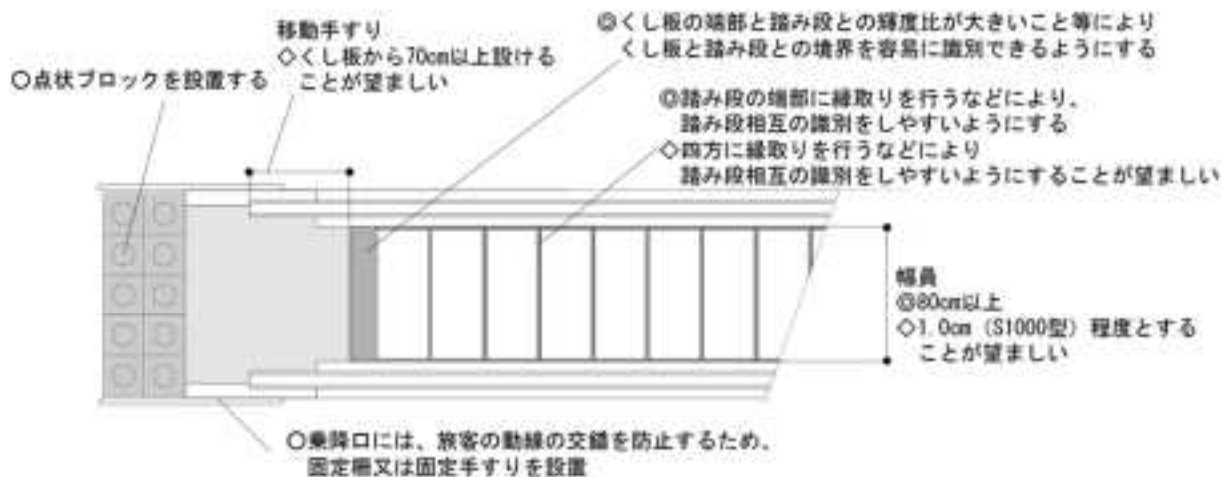 移動手すり
◇くし板から70cm以上設ける
ことが望ましい
◎くし板の端部と踏み段との輝度比が大きいこと等により
くし板と踏み段との境界を容易に識別できるようにする
○点状ブロックを設置する
◎踏み段の端部に縁取りを行うなどにより、
踏み段相互の識別をしやすいようにする
◇四方に縁取りを行うなどにより
踏み段相互の識別をしやすいようにすることが望ましい
幅員
◎80cm以上
◇1.0cm（S1000型）程度とする
ことが望ましい
○乗降口には、旅客の動線の交錯を防止するため、
固定柵又は固定手すりを設置